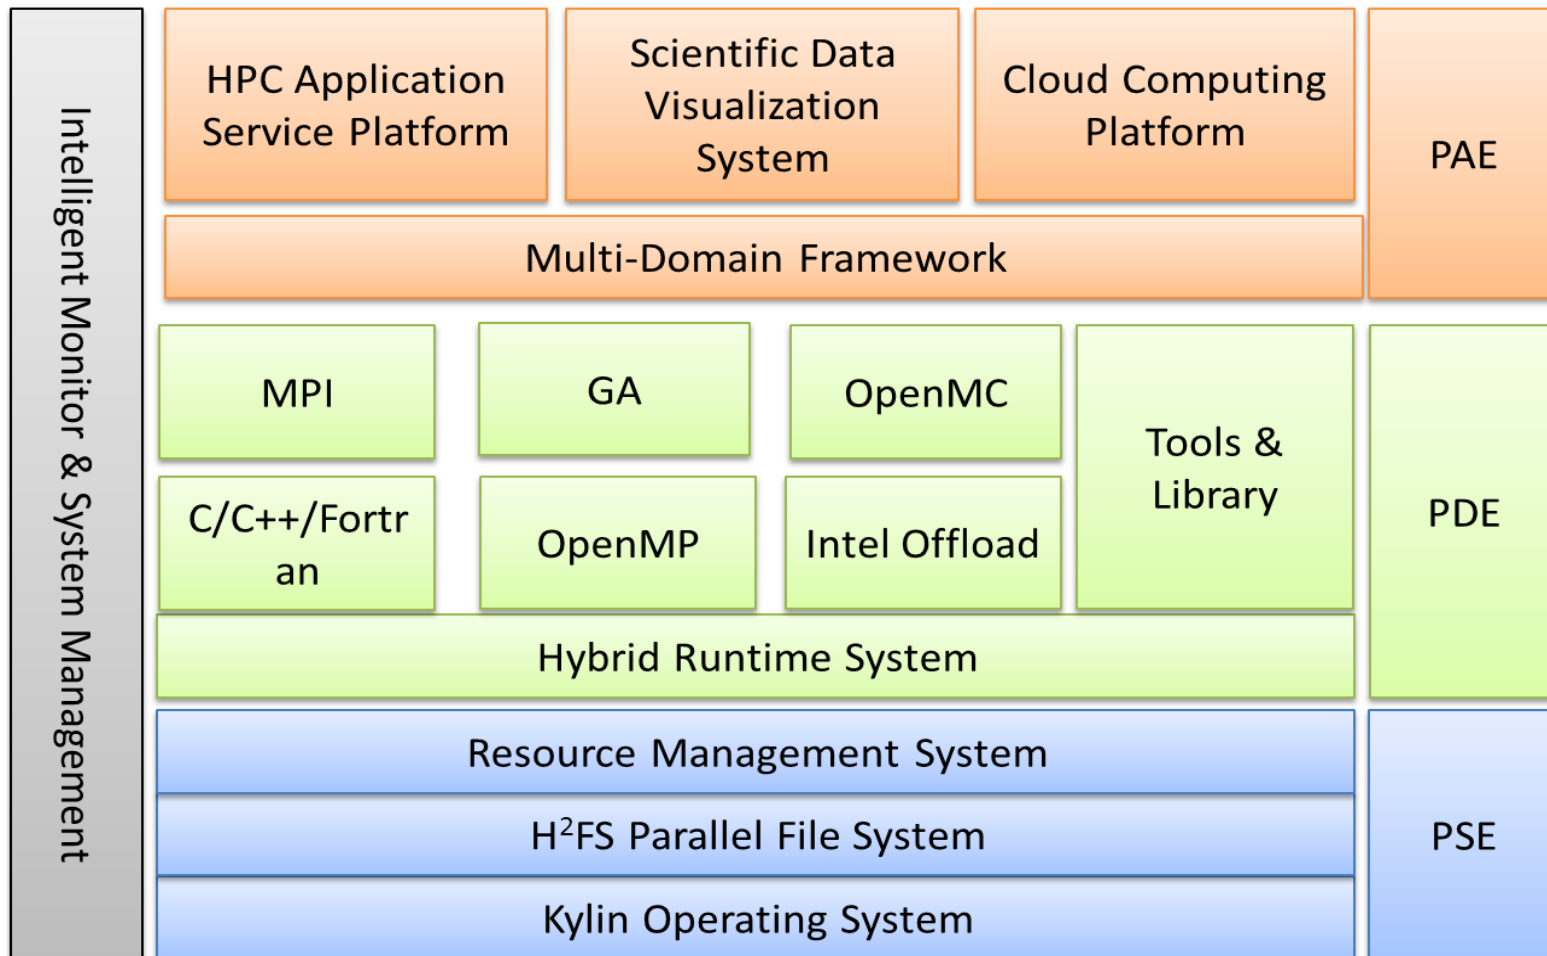 Intelligent Monitor & System Management
HPC Application
Service Platform
Scientific Data
Visualization
System
Cloud Computing
Platform
PAE
Multi-Domain Framework
MPI
GA
OpenMC
Tools &
Library
PDE
C/C++/Fortr
an
OpenMP
Intel Offload
Hybrid Runtime System
Resource Management System
H²FS Parallel File System
PSE
Kylin Operating System